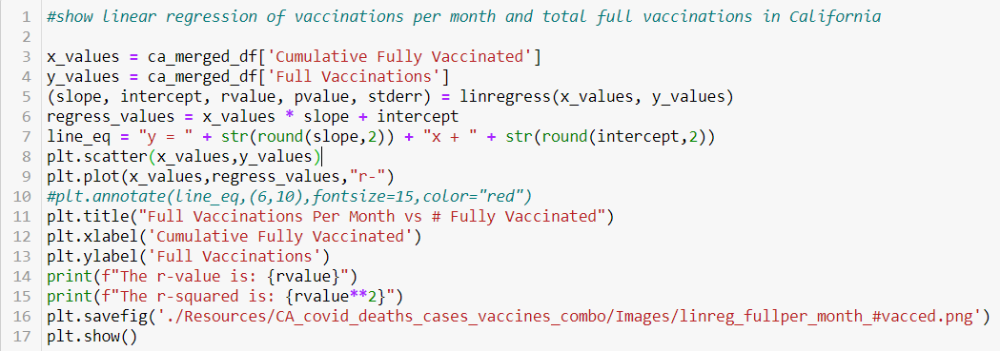 1 #show linear regression of vaccinations per month and total full vaccinations in California
2
3 x_values = ca_merged_df['Cumulative Fully Vaccinated']
4 y_values = ca_merged_df['Full Vaccinations']
5 (slope, intercept, rvalue, pvalue, stderr) = linregress(x_values, y_values)
6 regress_values = x_values * slope + intercept
7 line_eq = "y = " + str(round(slope,2)) + "x + " + str(round(intercept,2))
8 plt.scatter(x_values,y_values)
9 plt.plot(x_values,regress_values,"r-")
10 #plt.annotate(line_eq,(6,10),fontsize=15,color="red")
11 plt.title("Full Vaccinations Per Month vs # Fully Vaccinated")
12 plt.xlabel('Cumulative Fully Vaccinated')
13 plt.ylabel('Full Vaccinations')
14 print(f"The r-value is: {rvalue}")
15 print(f"The r-squared is: {rvalue**2}")
16 plt.savefig('./Resources/CA_covid_deaths_cases_vaccines_combo/Images/linreg_fullper_month_#vacced.png')
17 plt.show()